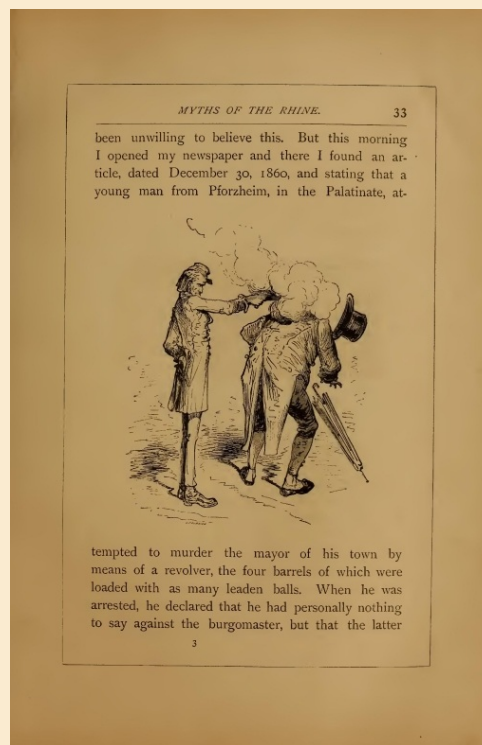 MYTHS OF THE RHINE. 33
been unwilling to believe this. But this morning
I opened my newspaper and there I found an ar-
ticle, dated December 30, 1860, and stating that a
young man from Pforzheim, in the Palatinate, at-
tempted to murder the mayor of his town by
means of a revolver, the four barrels of which were
loaded with as many leaden balls. When he was
arrested, he declared that he had personally nothing
to say against the burgomaster, but that the latter
3